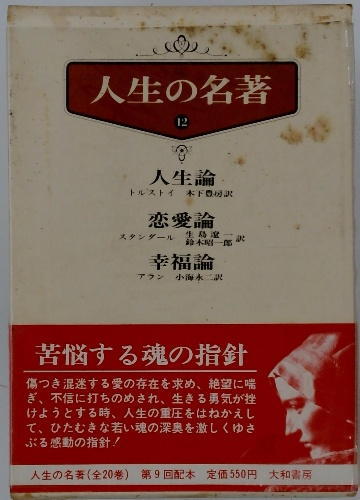 人生の名著
12
人生論
トルストイ 木下豊房訳
恋愛論
スタンダール 生島遼一 鈴木昭一郎 訳
幸福論
アラン 小海永二訳
苦悩する魂の指針
傷つき混迷する愛の存在を求め、絶望に喘
ぎ、不信に打ちのめされ、生きる勇気が挫
けようとする時、人生の重圧をはねかえし
て、ひたむきな若い魂の深奥を激しくゆさ
ぶる感動の指針！
人生の名著(全20巻) 第9回配本 定価550円 大和書房